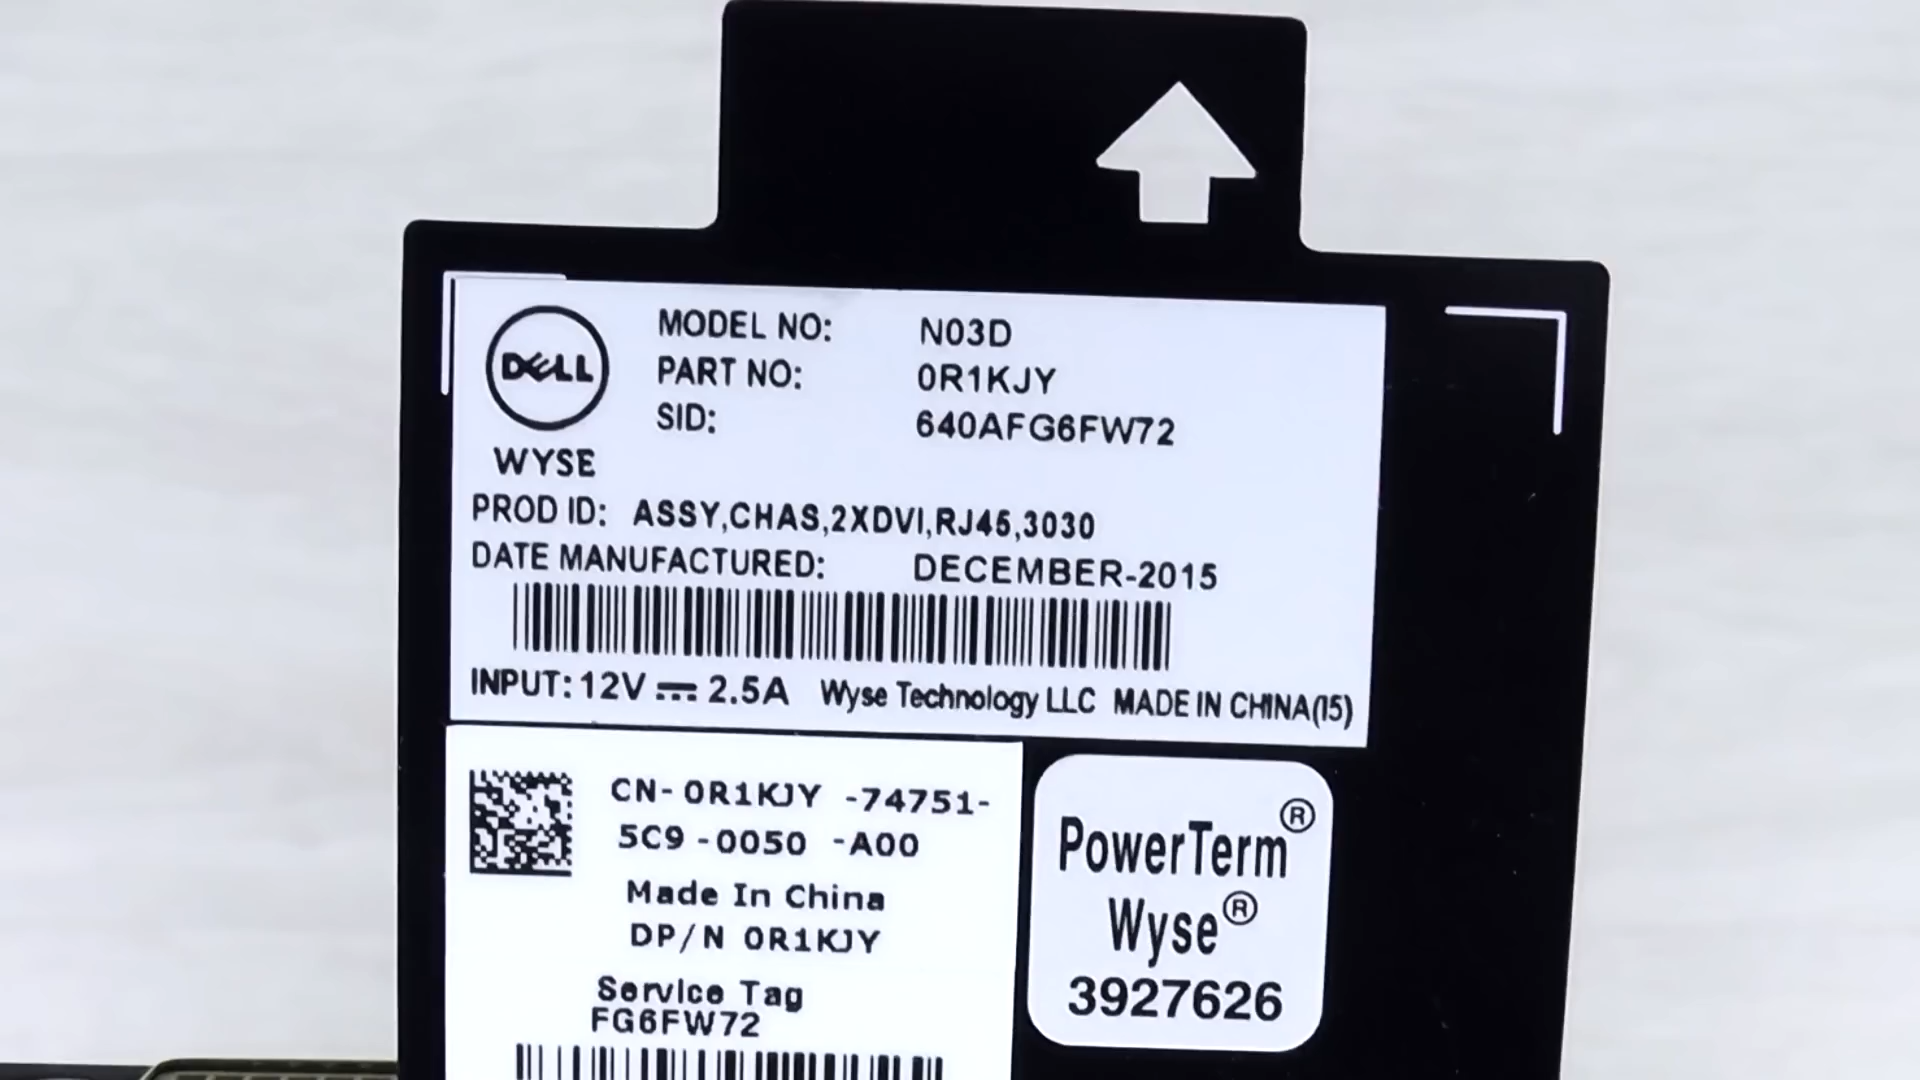 DELL
WYSE
MODEL NO: N03D
PART NO: 0R1KJY
SID: 640AFG6FW72
PROD ID: ASSY,CHAS,2XDVI,RJ45,3030
DATE MANUFACTURED: DECEMBER-2015
INPUT: 12V ⎓ 2.5A Wyse Technology LLC MADE IN CHINA(15)
CN- 0R1KJY -74751-
5C9 -0050 -A00
Made In China
DP/N 0R1KJY
Service Tag
FG6FW72
PowerTerm®
Wyse®
3927626